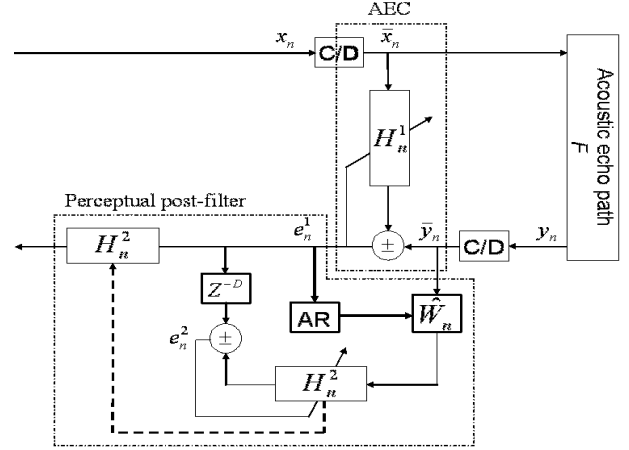 AEC
x_n
C/D
x̄_n
Acoustic echo path
F
H_n^1
Perceptual post-filter
H_n^2
e_n^1
±
ȳ_n
C/D
y_n
Z^{-D}
AR
Ŵ_n
e_n^2
±
H_n^2